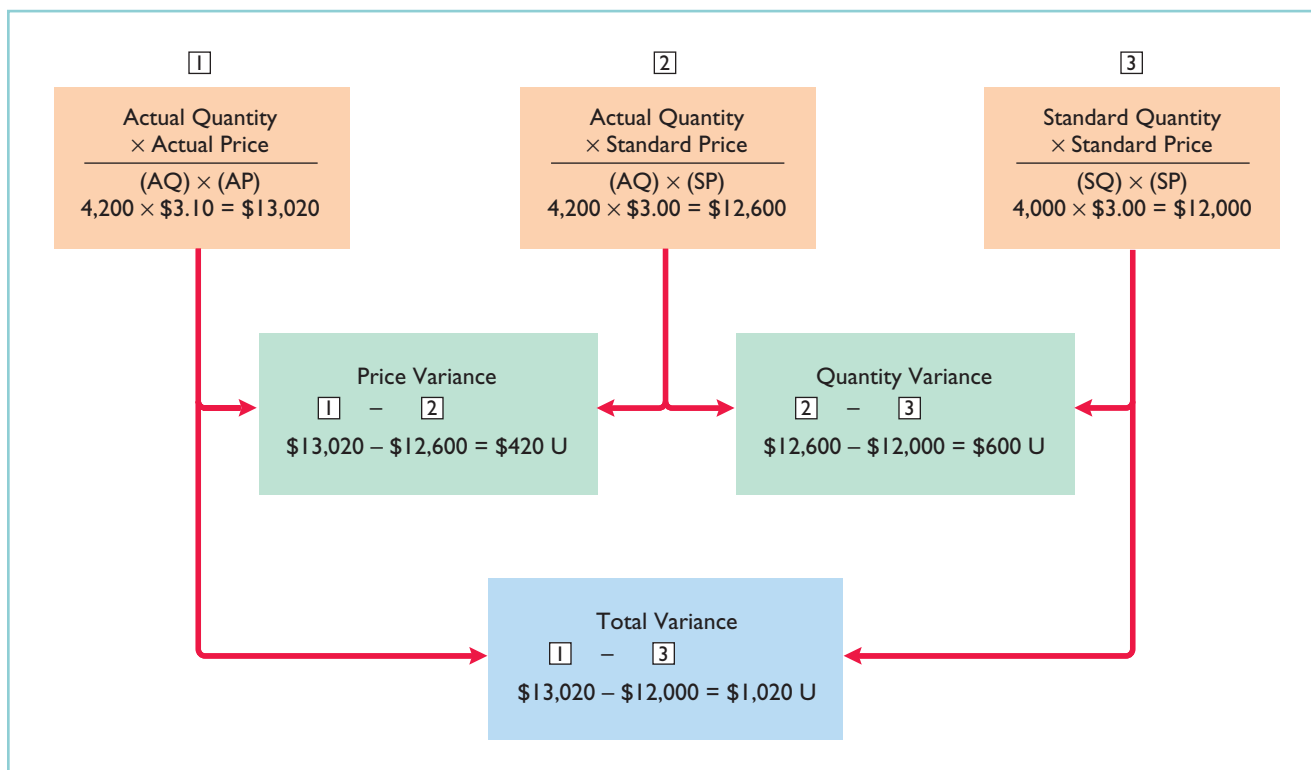 1
Actual Quantity
× Actual Price
(AQ) × (AP)
4,200 × $3.10 = $13,020
2
Actual Quantity
× Standard Price
(AQ) × (SP)
4,200 × $3.00 = $12,600
3
Standard Quantity
× Standard Price
(SQ) × (SP)
4,000 × $3.00 = $12,000
Price Variance
1 – 2
$13,020 – $12,600 = $420 U
Quantity Variance
2 – 3
$12,600 – $12,000 = $600 U
Total Variance
1 – 3
$13,020 – $12,000 = $1,020 U